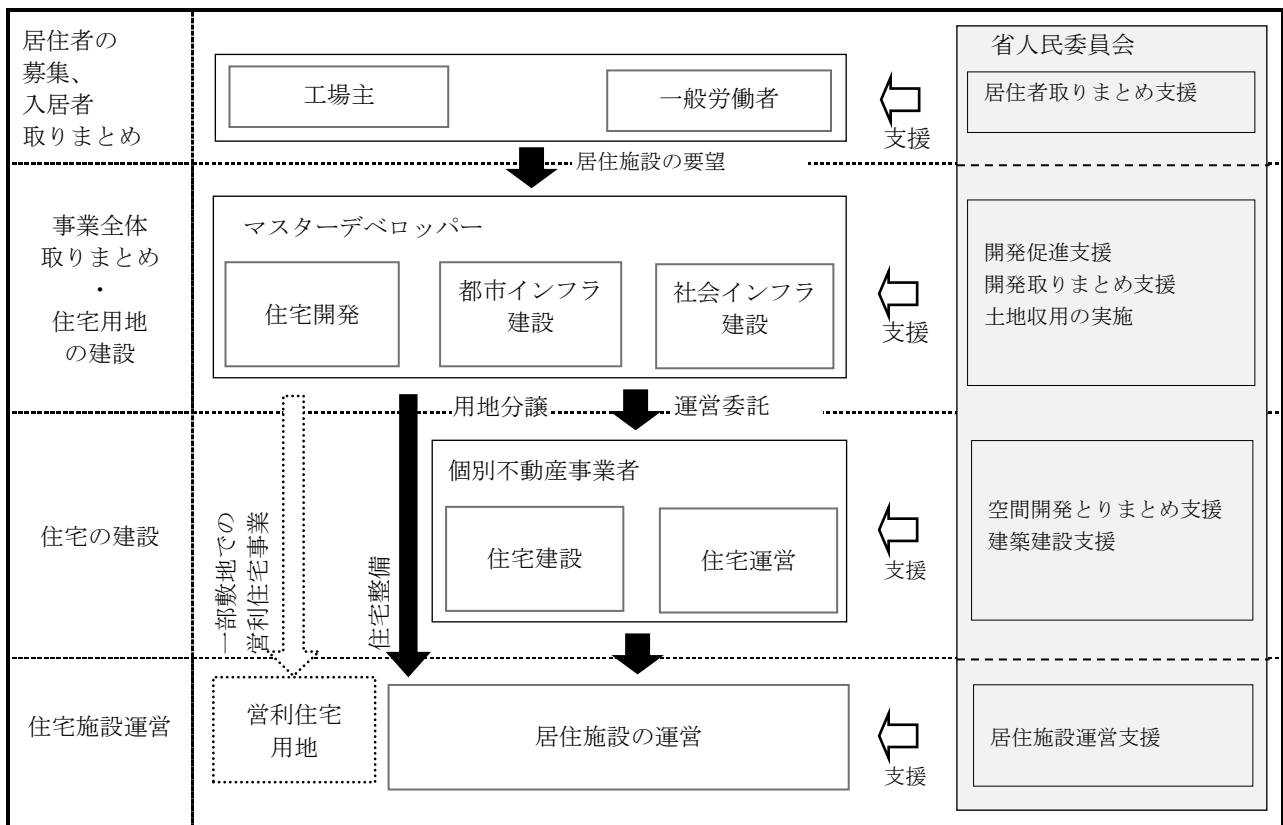 居住者の
募集、
入居者
取りまとめ
工場主
一般労働者
支援
省人民委員会
居住者取りまとめ支援
居住施設の要望
事業全体
取りまとめ
・
住宅用地
の建設
マスターデベロッパー
住宅開発
都市インフラ
建設
社会インフラ
建設
支援
開発促進支援
開発取りまとめ支援
土地収用の実施
用地分譲
運営委託
住宅の建設
一部敷地での
営利住宅事業
住宅整備
個別不動産事業者
住宅建設
住宅運営
支援
空間開発とりまとめ支援
建築建設支援
住宅施設運営
営利住宅
用地
居住施設の運営
支援
居住施設運営支援